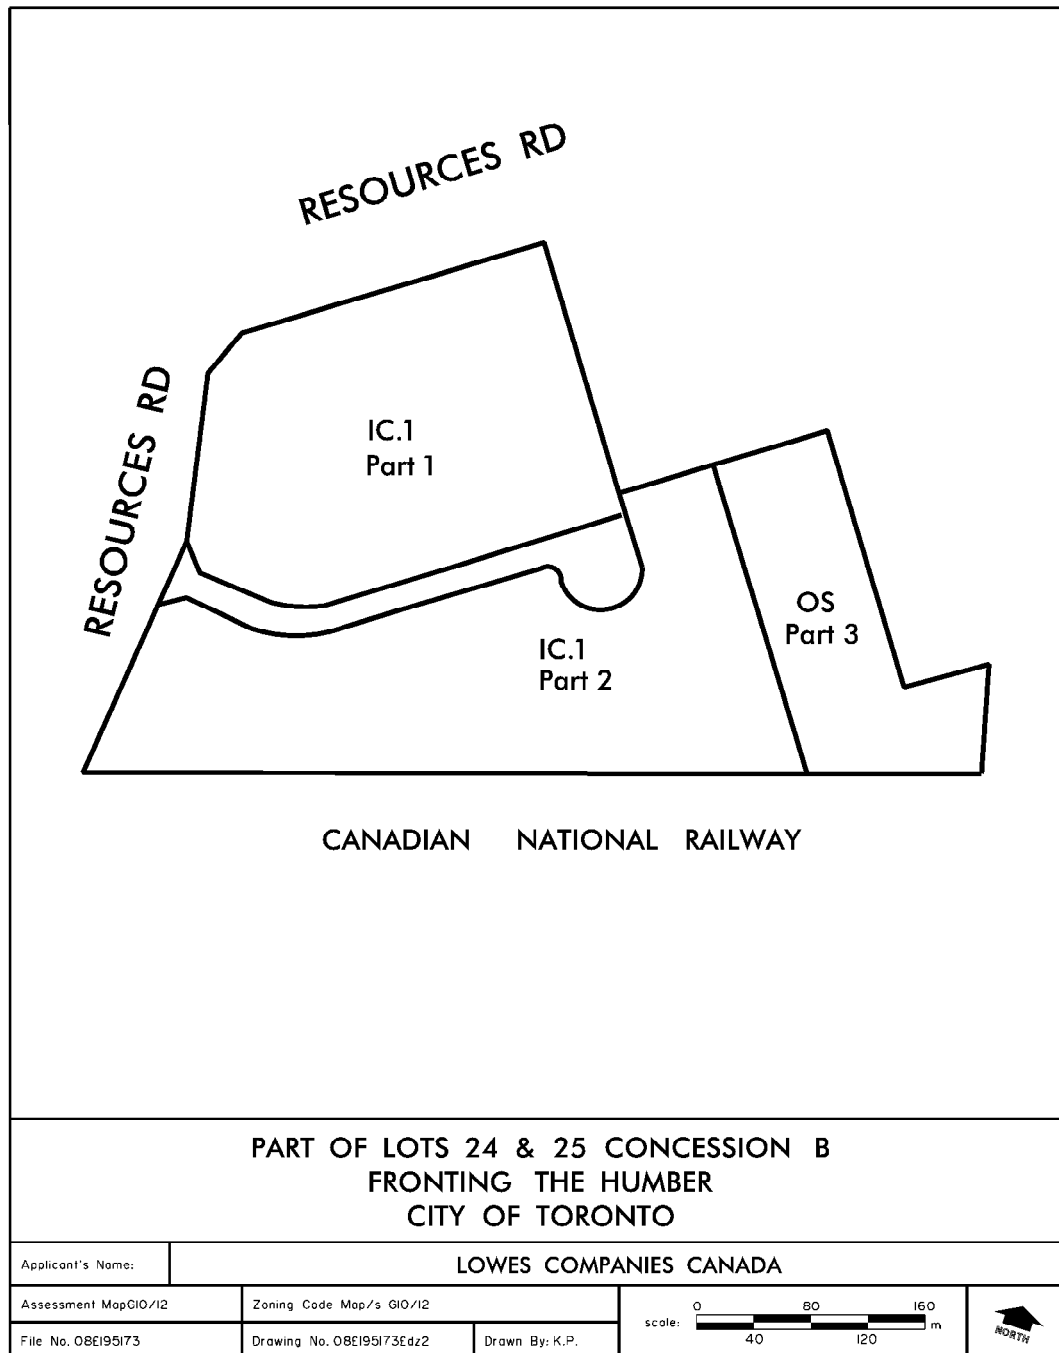 RESOURCES RD
RESOURCES RD
IC.1
Part 1
OS
Part 3
IC.1
Part 2
CANADIAN NATIONAL RAILWAY
PART OF LOTS 24 & 25 CONCESSION B
FRONTING THE HUMBER
CITY OF TORONTO
Applicant's Name:
LOWES COMPANIES CANADA
Assessment MapG10/12
Zoning Code Map/s G10/12
File No. 08E195173
Drawing No. 08E195173Edz2
Drawn By: K.P.
scale:
0 80 160
m
40 120
NORTH